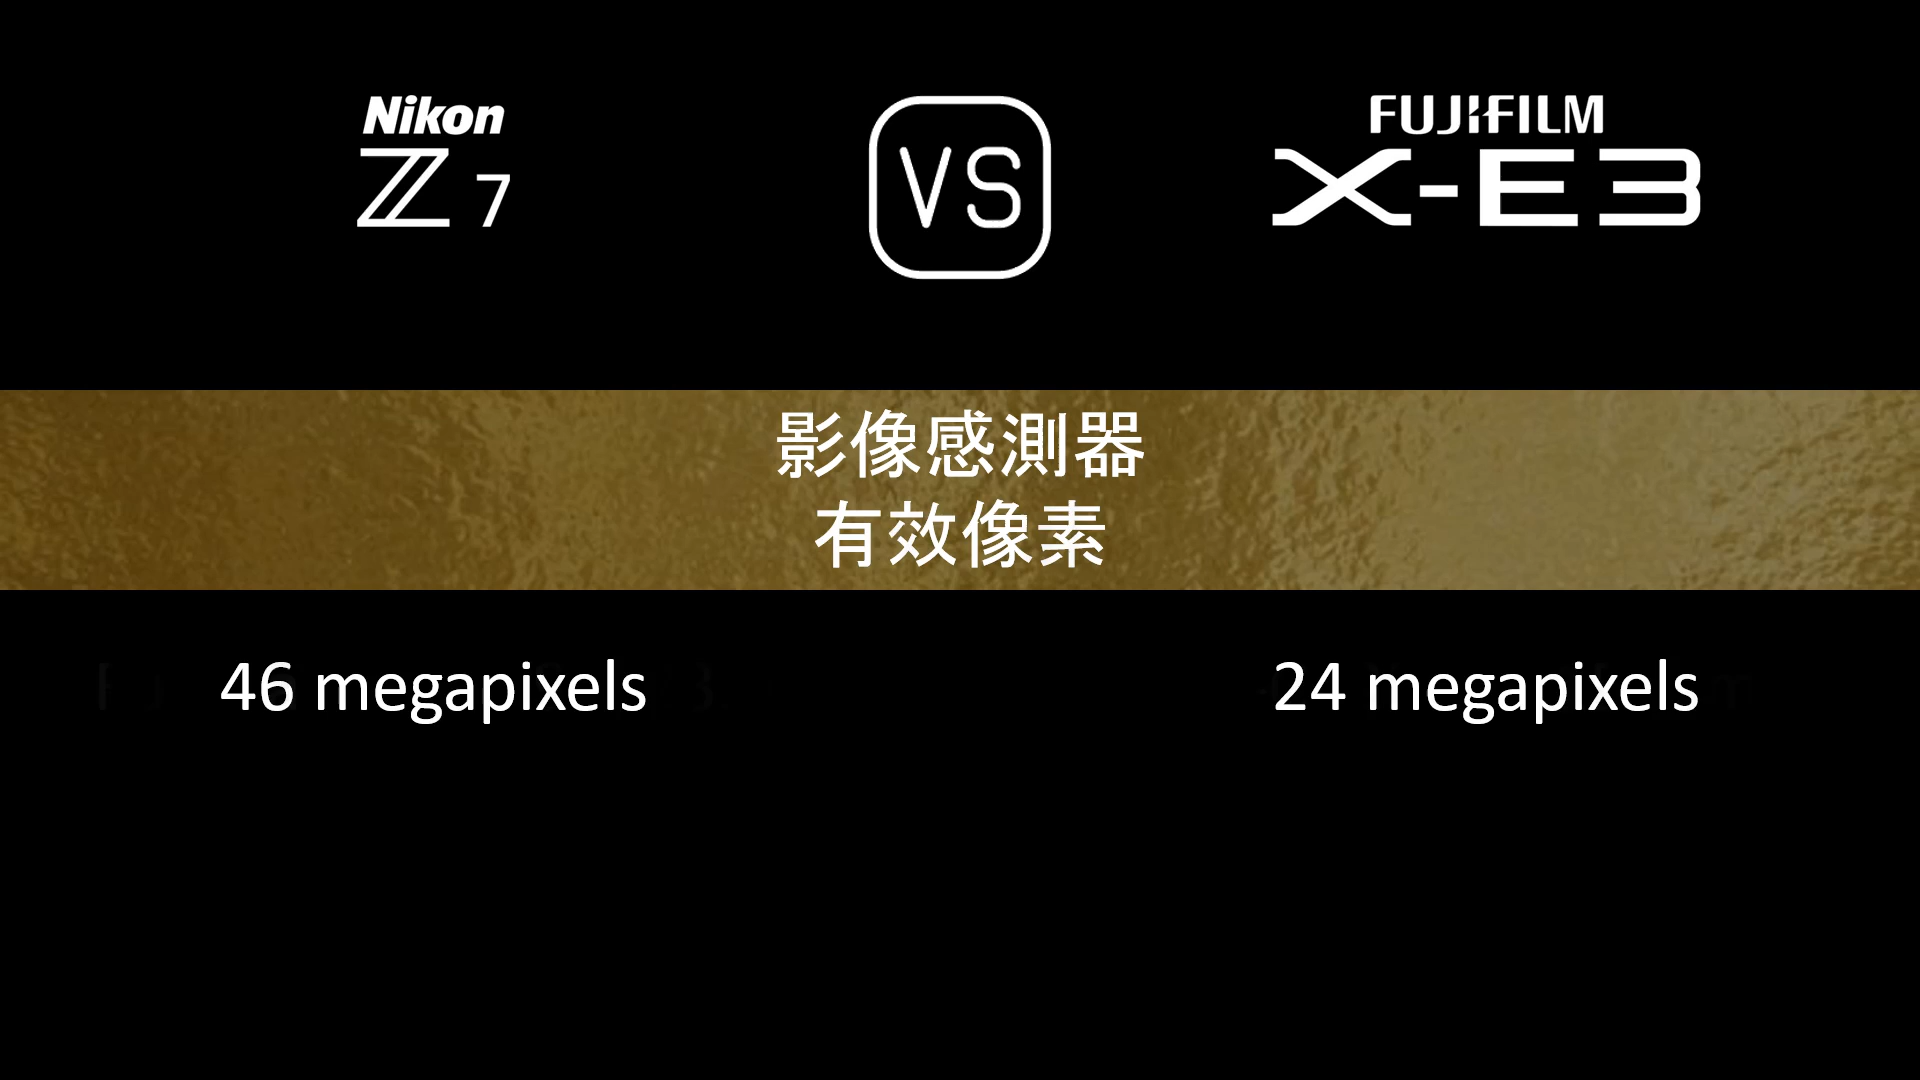 Nikon
Z 7
VS
FUJIFILM
X-E3
影像感測器
有效像素
46 megapixels
24 megapixels